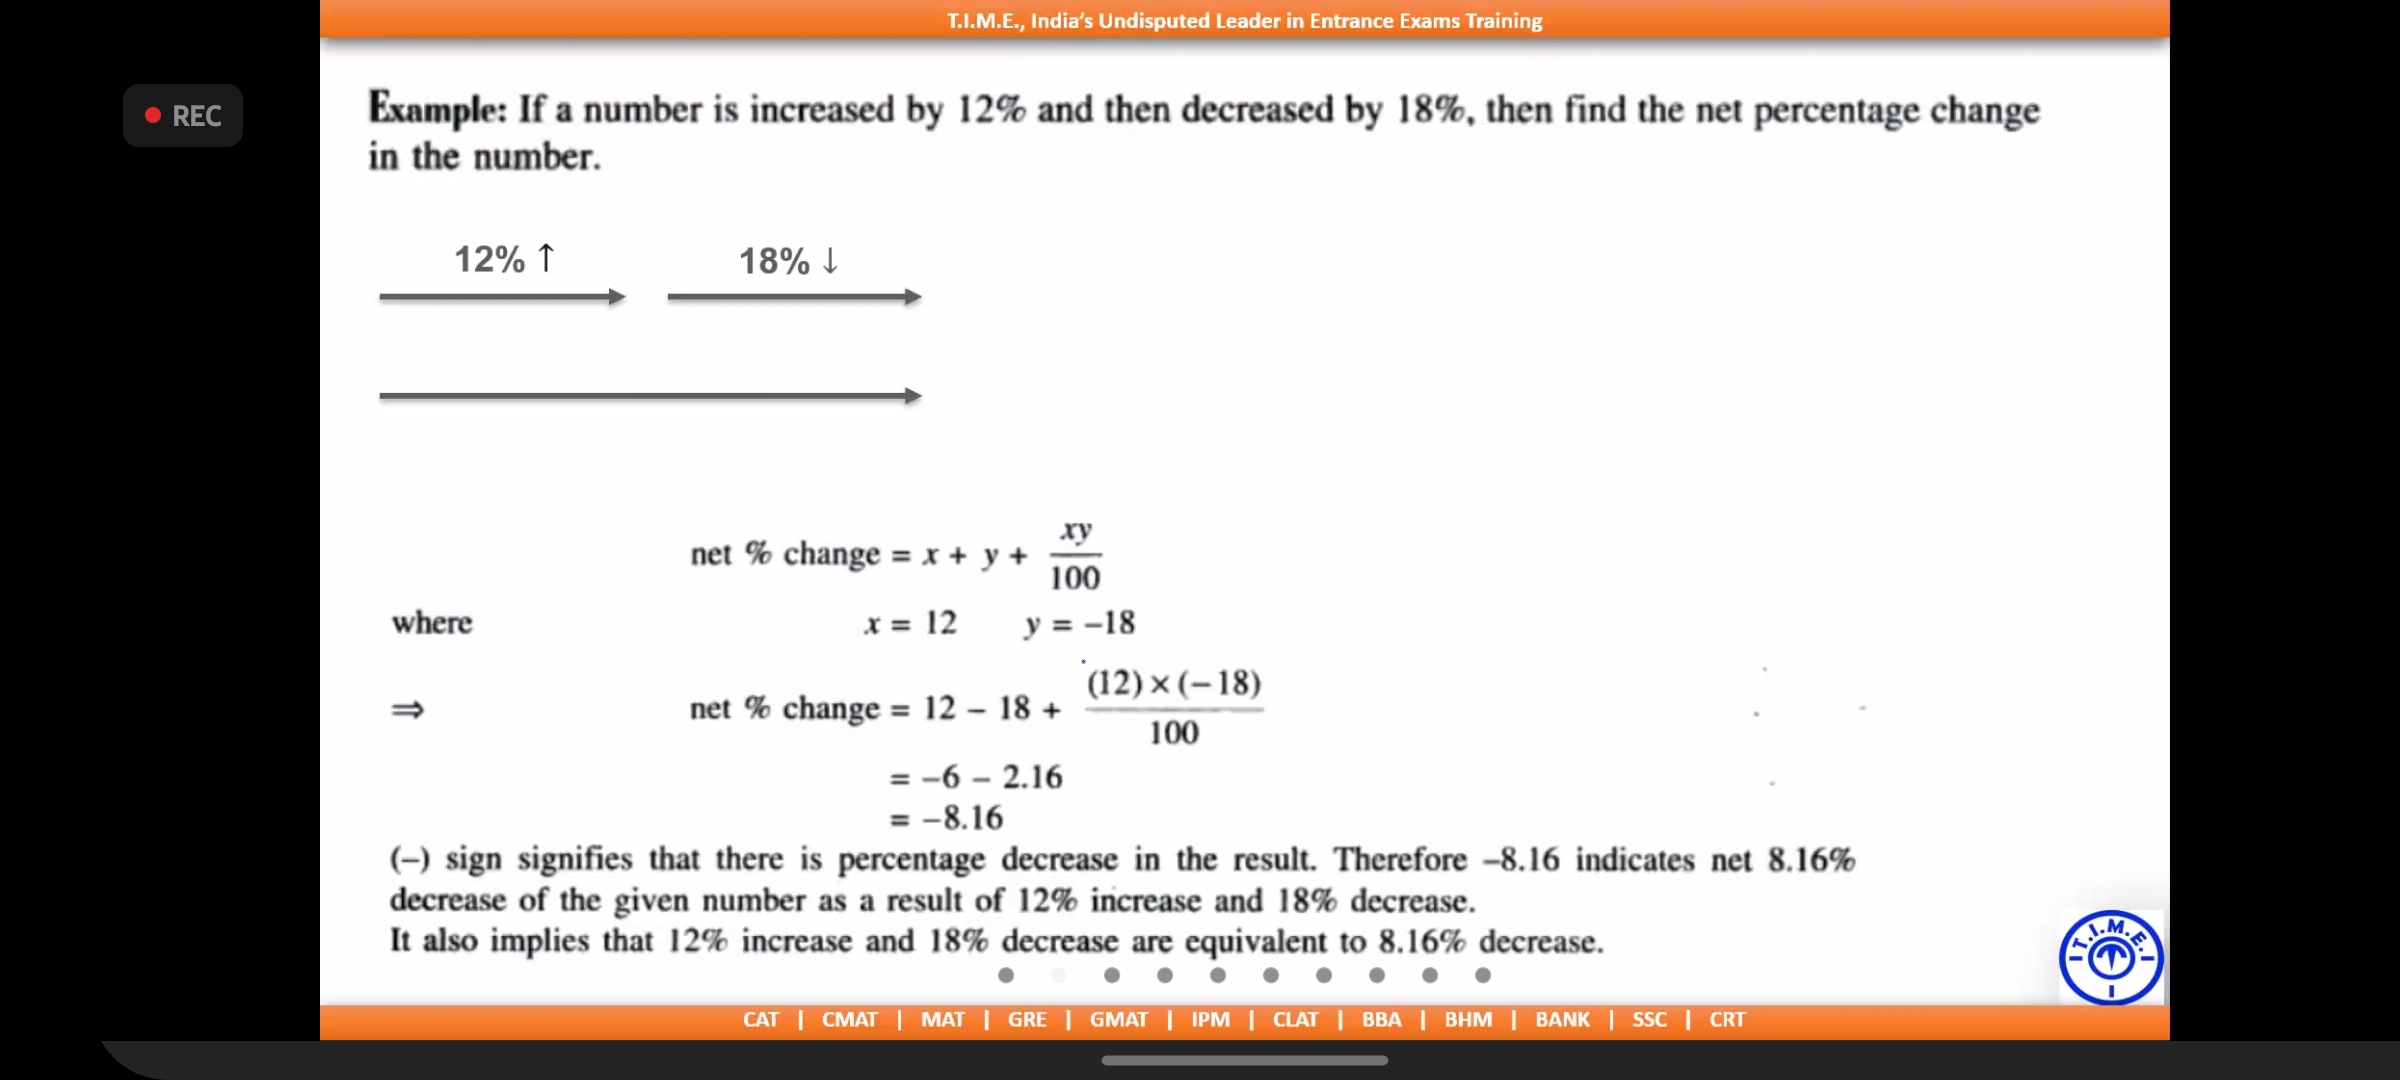 T.I.M.E., India's Undisputed Leader in Entrance Exams Training
REC
Example: If a number is increased by 12% and then decreased by 18%, then find the net percentage change
in the number.
12% ↑ 18% ↓
net % change = x + y + xy/100
where x = 12 y = –18
⇒ net % change = 12 – 18 + (12) × (– 18)/100
= –6 – 2.16
= –8.16
(–) sign signifies that there is percentage decrease in the result. Therefore –8.16 indicates net 8.16%
decrease of the given number as a result of 12% increase and 18% decrease.
It also implies that 12% increase and 18% decrease are equivalent to 8.16% decrease.
T.I.M.E.
CAT | CMAT | MAT | GRE | GMAT | IPM | CLAT | BBA | BHM | BANK | SSC | CRT